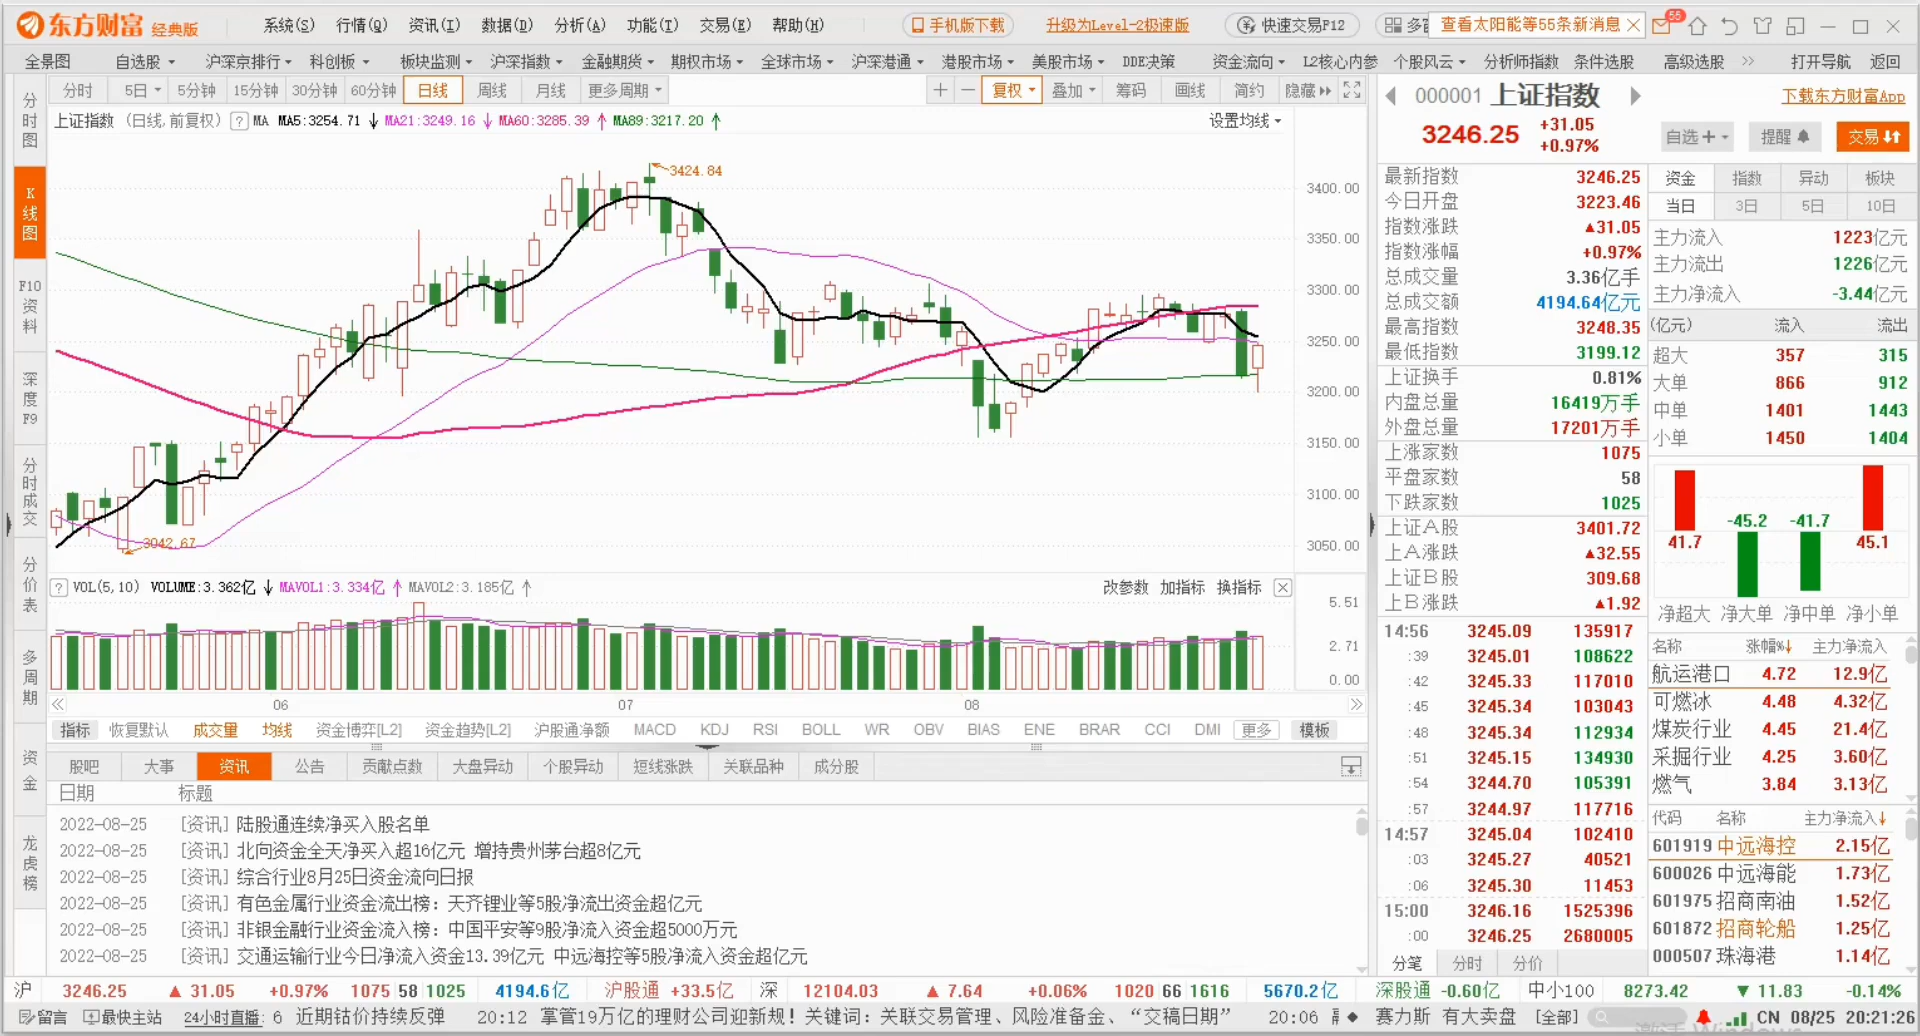 东方财富 经典版 系统(S) 行情(Q) 资讯(I) 数据(D) 分析(A) 功能(T) 交易(E) 帮助(H) 手机版下载 升级为Level-2极速版 快速交易F12 查看太阳能等55条新消息 55
全景图 自选股 沪深京排行 科创板 板块监测 沪深指数 金融期货 期权市场 全球市场 沪深港通 港股市场 美股市场 DDE决策 资金流向 L2核心内参 个股风云 分析师指数 条件选股 高级选股 打开导航 返回
分时 5日 5分钟 15分钟 30分钟 60分钟 日线 周线 月线 更多周期 复权 叠加 筹码 画线 简约 隐藏
上证指数 (日线,前复权) ? MA MA5:3254.71 ↓ MA21:3249.16 ↓ MA60:3285.39 ↑ MA89:3217.20 ↑ 设置均线
分时图
K线图
F10资料
深度F9
分时成交
分价表
多周期
资金
龙虎榜
3424.84
3042.67
3400.00
3350.00
3300.00
3250.00
3200.00
3150.00
3100.00
3050.00
? VOL(5,10) VOLUME:3.362亿 ↓ MAVOL1:3.334亿 ↑ MAVOL2:3.185亿 ↑ 改参数 加指标 换指标
5.51
2.71
0.00
06 07 08
指标 恢复默认 成交量 均线 资金博弈[L2] 资金趋势[L2] 沪股通净额 MACD KDJ RSI BOLL WR OBV BIAS ENE BRAR CCI DMI 更多 模板
股吧 大事 资讯 公告 贡献点数 大盘异动 个股异动 短线涨跌 关联品种 成分股
日期 标题
2022-08-25 [资讯] 陆股通连续净买入股名单
2022-08-25 [资讯] 北向资金全天净买入超16亿元 增持贵州茅台超8亿元
2022-08-25 [资讯] 综合行业8月25日资金流向日报
2022-08-25 [资讯] 有色金属行业资金流出榜：天齐锂业等5股净流出资金超亿元
2022-08-25 [资讯] 非银金融行业资金流入榜：中国平安等9股净流入资金超5000万元
2022-08-25 [资讯] 交通运输行业今日净流入资金13.39亿元 中远海控等5股净流入资金超亿元
000001 上证指数
3246.25 +31.05
+0.97%
下载东方财富App
自选 提醒 交易
最新指数 3246.25
今日开盘 3223.46
指数涨跌 ▲31.05
指数涨幅 +0.97%
总成交量 3.36亿手
总成交额 4194.64亿元
最高指数 3248.35
最低指数 3199.12
上证换手 0.81%
内盘总量 16419万手
外盘总量 17201万手
上涨家数 1075
平盘家数 58
下跌家数 1025
上证A股 3401.72
上A涨跌 ▲32.55
上证B股 309.68
上B涨跌 ▲1.92
14:56 3245.09 135917
:39 3245.01 108622
:42 3245.33 117010
:45 3245.34 103043
:48 3245.34 112934
:51 3245.15 134930
:54 3244.70 105391
:57 3244.97 117716
14:57 3245.04 102410
:03 3245.27 40521
:06 3245.30 11453
15:00 3246.16 1525396
:00 3246.25 2680005
分笔 分时 分价
资金 指数 异动 板块
当日 3日 5日 10日
主力流入 1223亿元
主力流出 1226亿元
主力净流入 -3.44亿元
(亿元) 流入 流出
超大 357 315
大单 866 912
中单 1401 1443
小单 1450 1404
41.7 -45.2 -41.7 45.1
净超大 净大单 净中单 净小单
名称 涨幅%↓ 主力净流入
航运港口 4.72 12.9亿
可燃冰 4.48 4.32亿
煤炭行业 4.45 21.4亿
采掘行业 4.25 3.60亿
燃气 3.84 3.13亿
代码 名称 主力净流入↓
601919 中远海控 2.15亿
600026 中远海能 1.73亿
601975 招商南油 1.52亿
601872 招商轮船 1.25亿
000507 珠海港 1.14亿
沪 3246.25 ▲ 31.05 +0.97% 1075 58 1025 4194.6亿 沪股通 +33.5亿 深 12104.03 ▲ 7.64 +0.06% 1020 66 1616 5670.2亿 深股通 -0.60亿 中小100 8273.42 ▼ 11.83 -0.14%
留言 最快主站 24小时直播: 6 近期钴价持续反弹 20:12 掌管19万亿的理财公司迎新规！关键词：关联交易管理、风险准备金、“交稿日期” 20:06 赛力斯 有大卖盘 [全部] CN 08/25 20:21:26